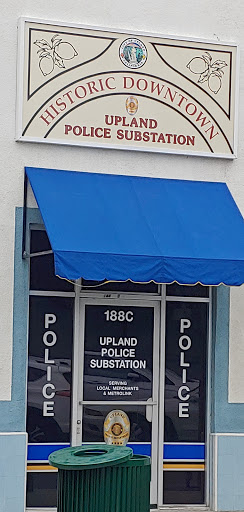 HISTORIC DOWNTOWN
UPLAND
POLICE SUBSTATION
188C
UPLAND
POLICE
SUBSTATION
SERVING
LOCAL MERCHANTS
& METROLINK
POLICE
POLICE